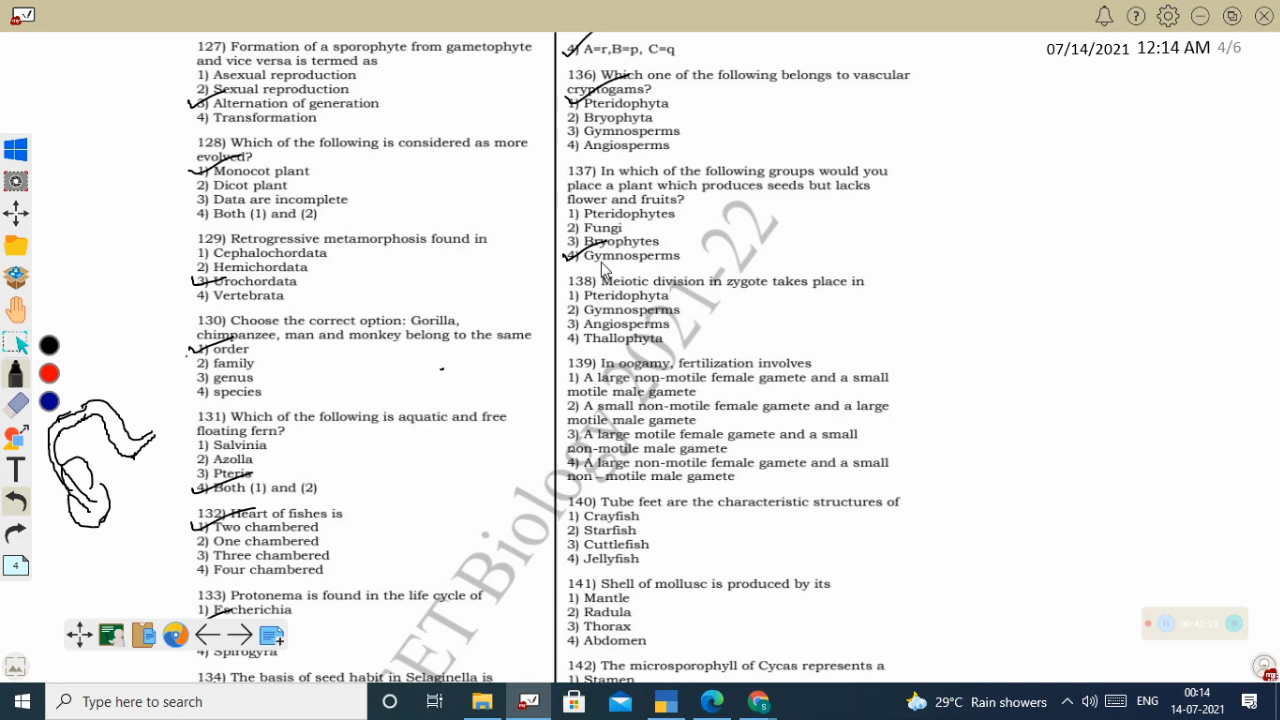 07/14/2021 12:14 AM 4/6
127) Formation of a sporophyte from gametophyte
and vice versa is termed as
1) Asexual reproduction
2) Sexual reproduction
3) Alternation of generation
4) Transformation
128) Which of the following is considered as more
evolved?
1) Monocot plant
2) Dicot plant
3) Data are incomplete
4) Both (1) and (2)
129) Retrogressive metamorphosis found in
1) Cephalochordata
2) Hemichordata
3) Urochordata
4) Vertebrata
130) Choose the correct option: Gorilla,
chimpanzee, man and monkey belong to the same
1) order
2) family
3) genus
4) species
131) Which of the following is aquatic and free
floating fern?
1) Salvinia
2) Azolla
3) Pteris
4) Both (1) and (2)
132) Heart of fishes is
1) Two chambered
2) One chambered
3) Three chambered
4) Four chambered
133) Protonema is found in the life cycle of
1) Escherichia
4) Spirogyra
134) The basis of seed habit in Selaginella is
4) A=r,B=p, C=q
136) Which one of the following belongs to vascular
cryptogams?
1) Pteridophyta
2) Bryophyta
3) Gymnosperms
4) Angiosperms
137) In which of the following groups would you
place a plant which produces seeds but lacks
flower and fruits?
1) Pteridophytes
2) Fungi
3) Bryophytes
4) Gymnosperms
138) Meiotic division in zygote takes place in
1) Pteridophyta
2) Gymnosperms
3) Angiosperms
4) Thallophyta
139) In oogamy, fertilization involves
1) A large non-motile female gamete and a small
motile male gamete
2) A small non-motile female gamete and a large
motile male gamete
3) A large motile female gamete and a small
non-motile male gamete
4) A large non-motile female gamete and a small
non – motile male gamete
140) Tube feet are the characteristic structures of
1) Crayfish
2) Starfish
3) Cuttlefish
4) Jellyfish
141) Shell of mollusc is produced by its
1) Mantle
2) Radula
3) Thorax
4) Abdomen
142) The microsporophyll of Cycas represents a
1) Stamen
ET Biology 2021-22
T
4
00:42:19
Type here to search
29°C Rain showers
ENG
00:14
14-07-2021